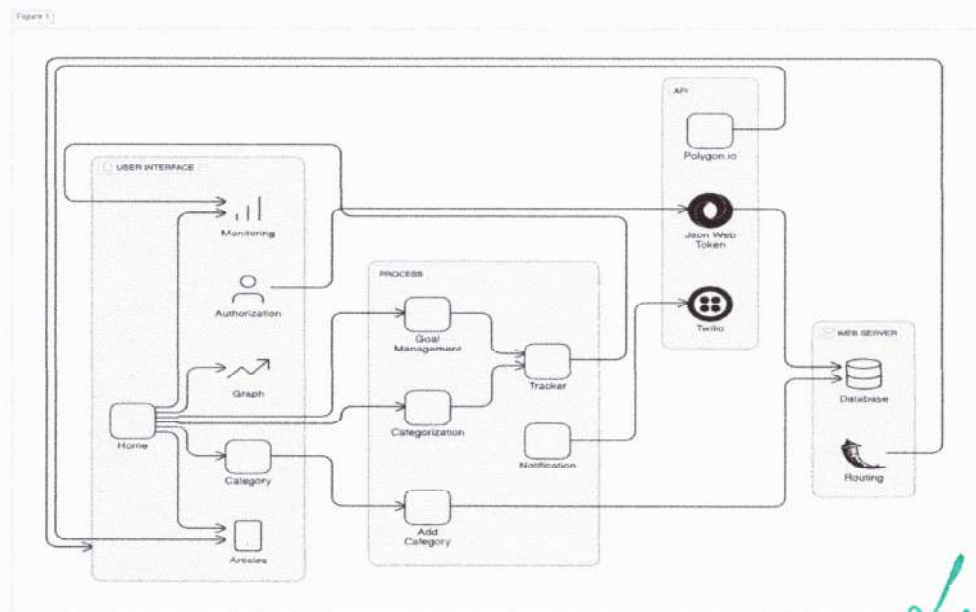 Figure 1
API
Polygon.io
USER INTERFACE
Monitoring
Json Web
Token
PROCESS
Authorization
Goal
Management
Twilio
WEB SERVER
Tracker
Database
Graph
Home
Categorization
Category
Notification
Routing
Add
Category
Articles